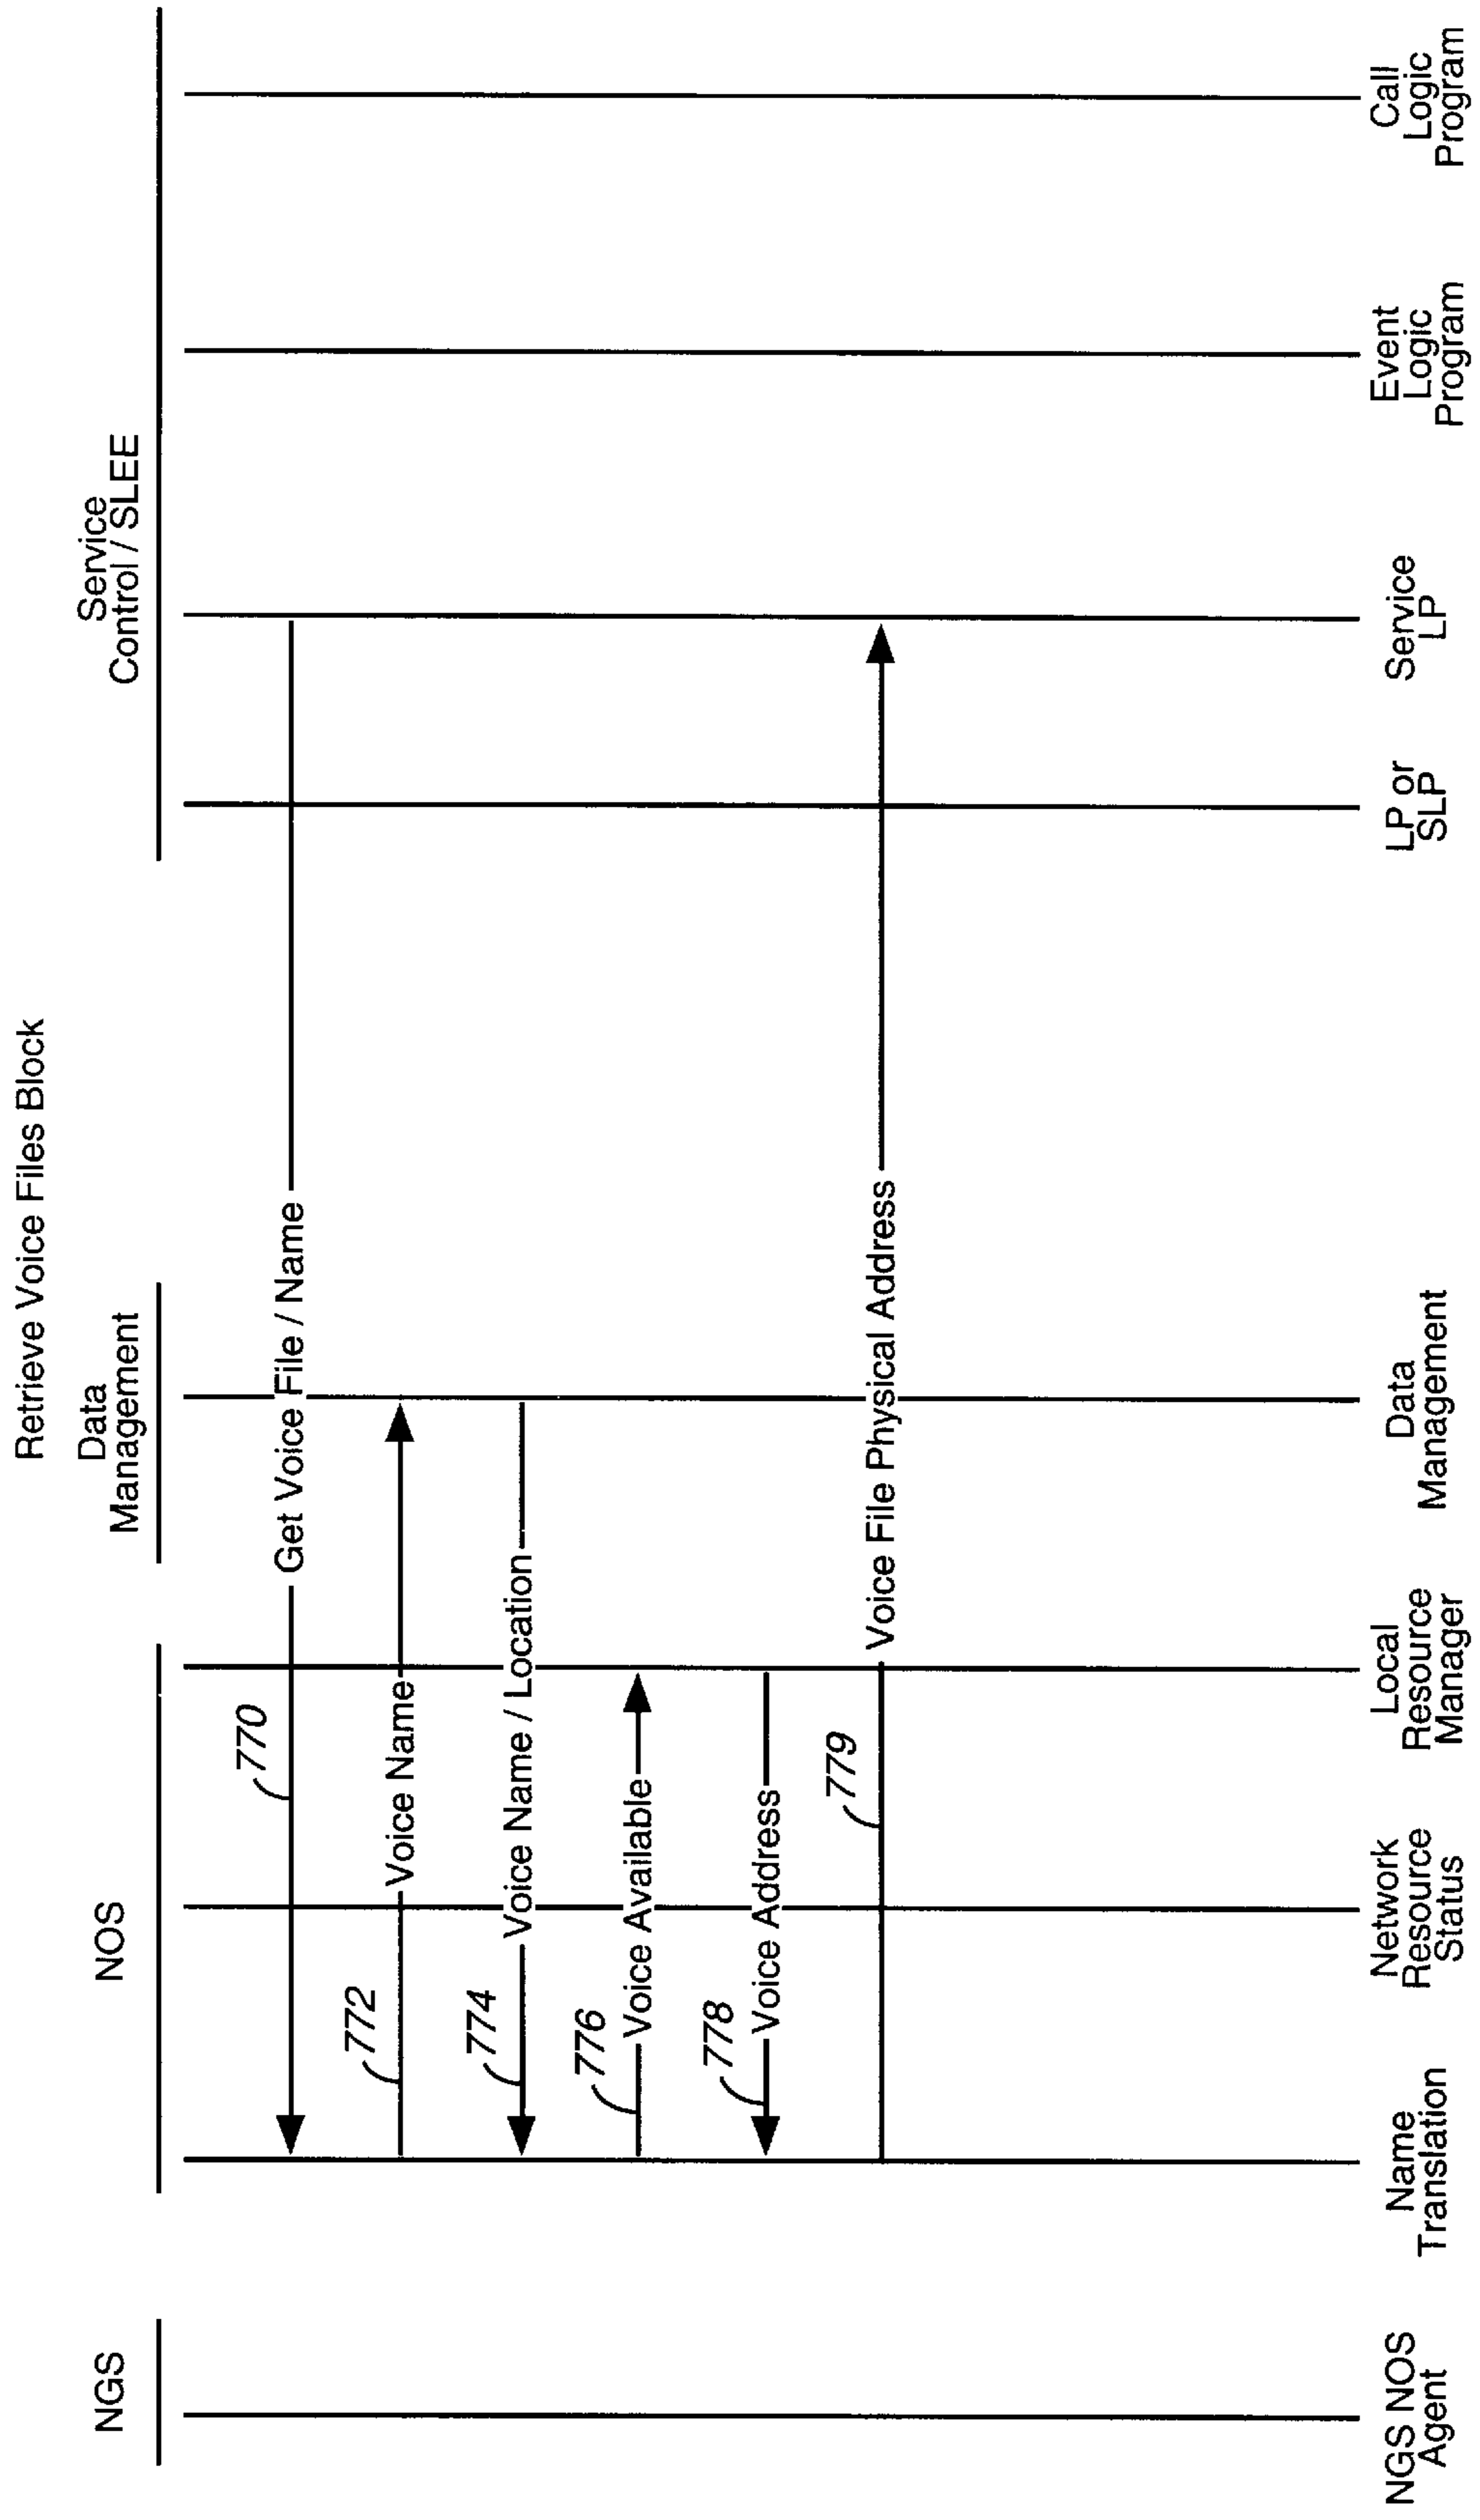 Retrieve Voice Files Block
NGS
NOS
Data
Management
Service
Control / SLEE
770
Get Voice File / Name
772
Voice Name
774
Voice Name / Location
776
Voice Available
778
Voice Address
779
Voice File Physical Address
NGS NOS
Agent
Name
Translation
Network
Resource
Status
Local
Resource
Manager
Data
Management
LP or
SLP
Service
LP
Event
Logic
Program
Call
Logic
Program